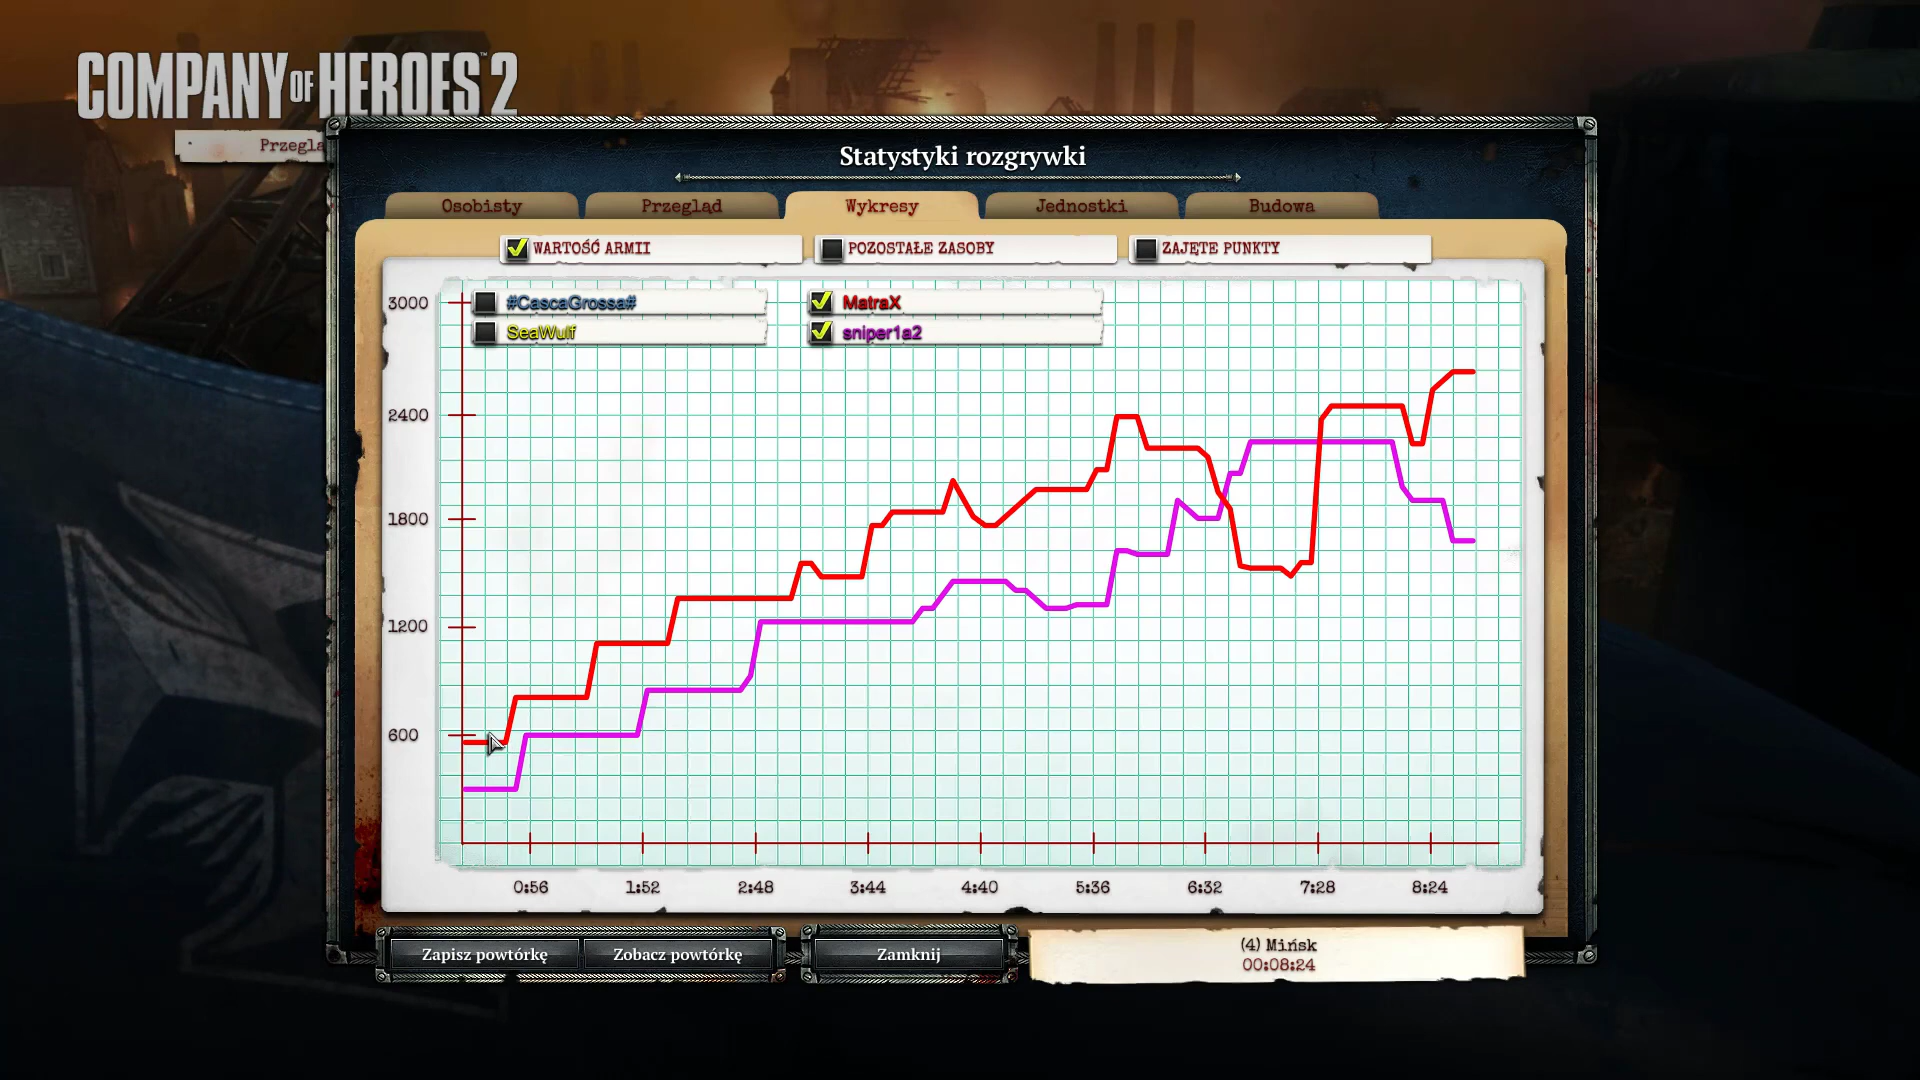 COMPANY OF HEROES 2
Statystyki rozgrywki
Osobisty
Przegląd
Wykresy
Jednostki
Budowa
WARTOŚĆ ARMII
POZOSTAŁE ZASOBY
ZAJĘTE PUNKTY
#CascaGrossa#
MatraX
SeaWulf
sniper1a2
3000
2400
1800
1200
600
0:56
1:52
2:48
3:44
4:40
5:36
6:32
7:28
8:24
Zapisz powtórkę
Zobacz powtórkę
Zamknij
(4) Mińsk
00:08:24